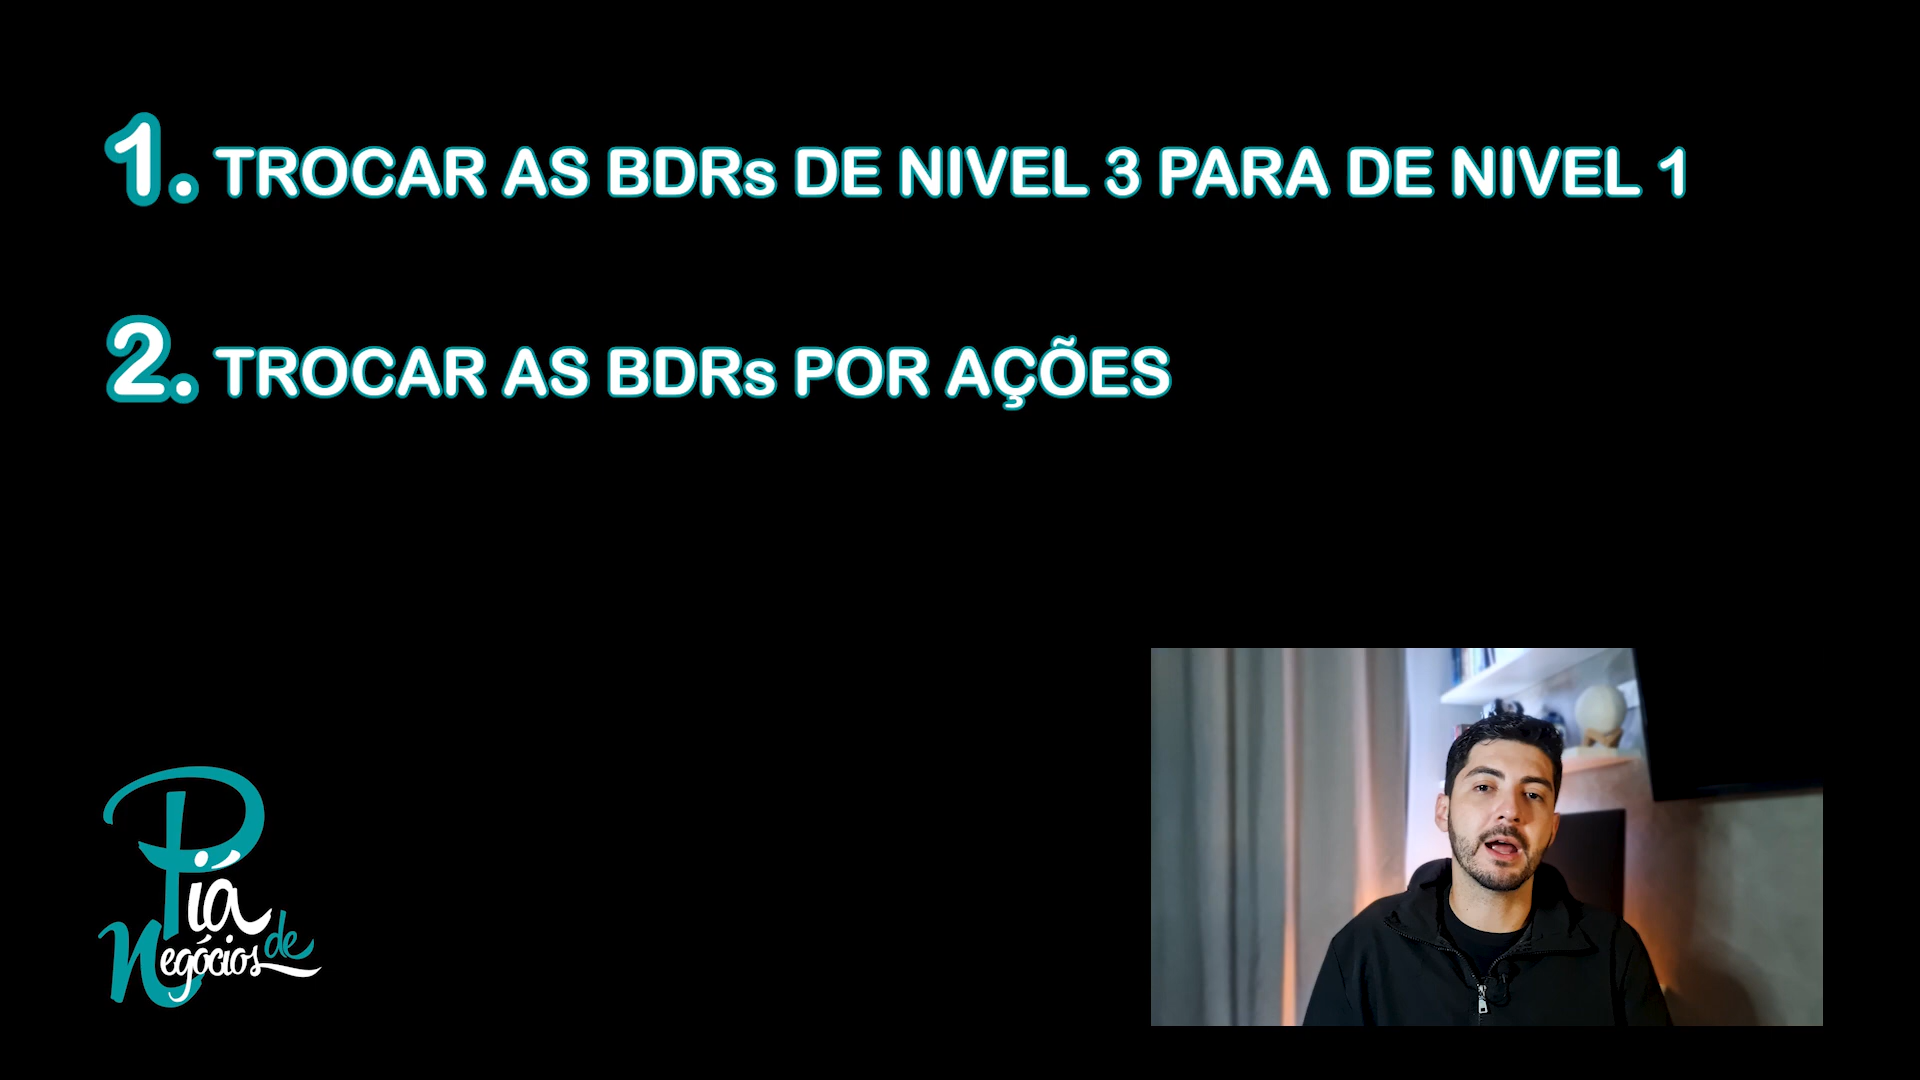 1. TROCAR AS BDRs DE NIVEL 3 PARA DE NIVEL 1
2. TROCAR AS BDRs POR AÇÕES
Piá
de
Negócios